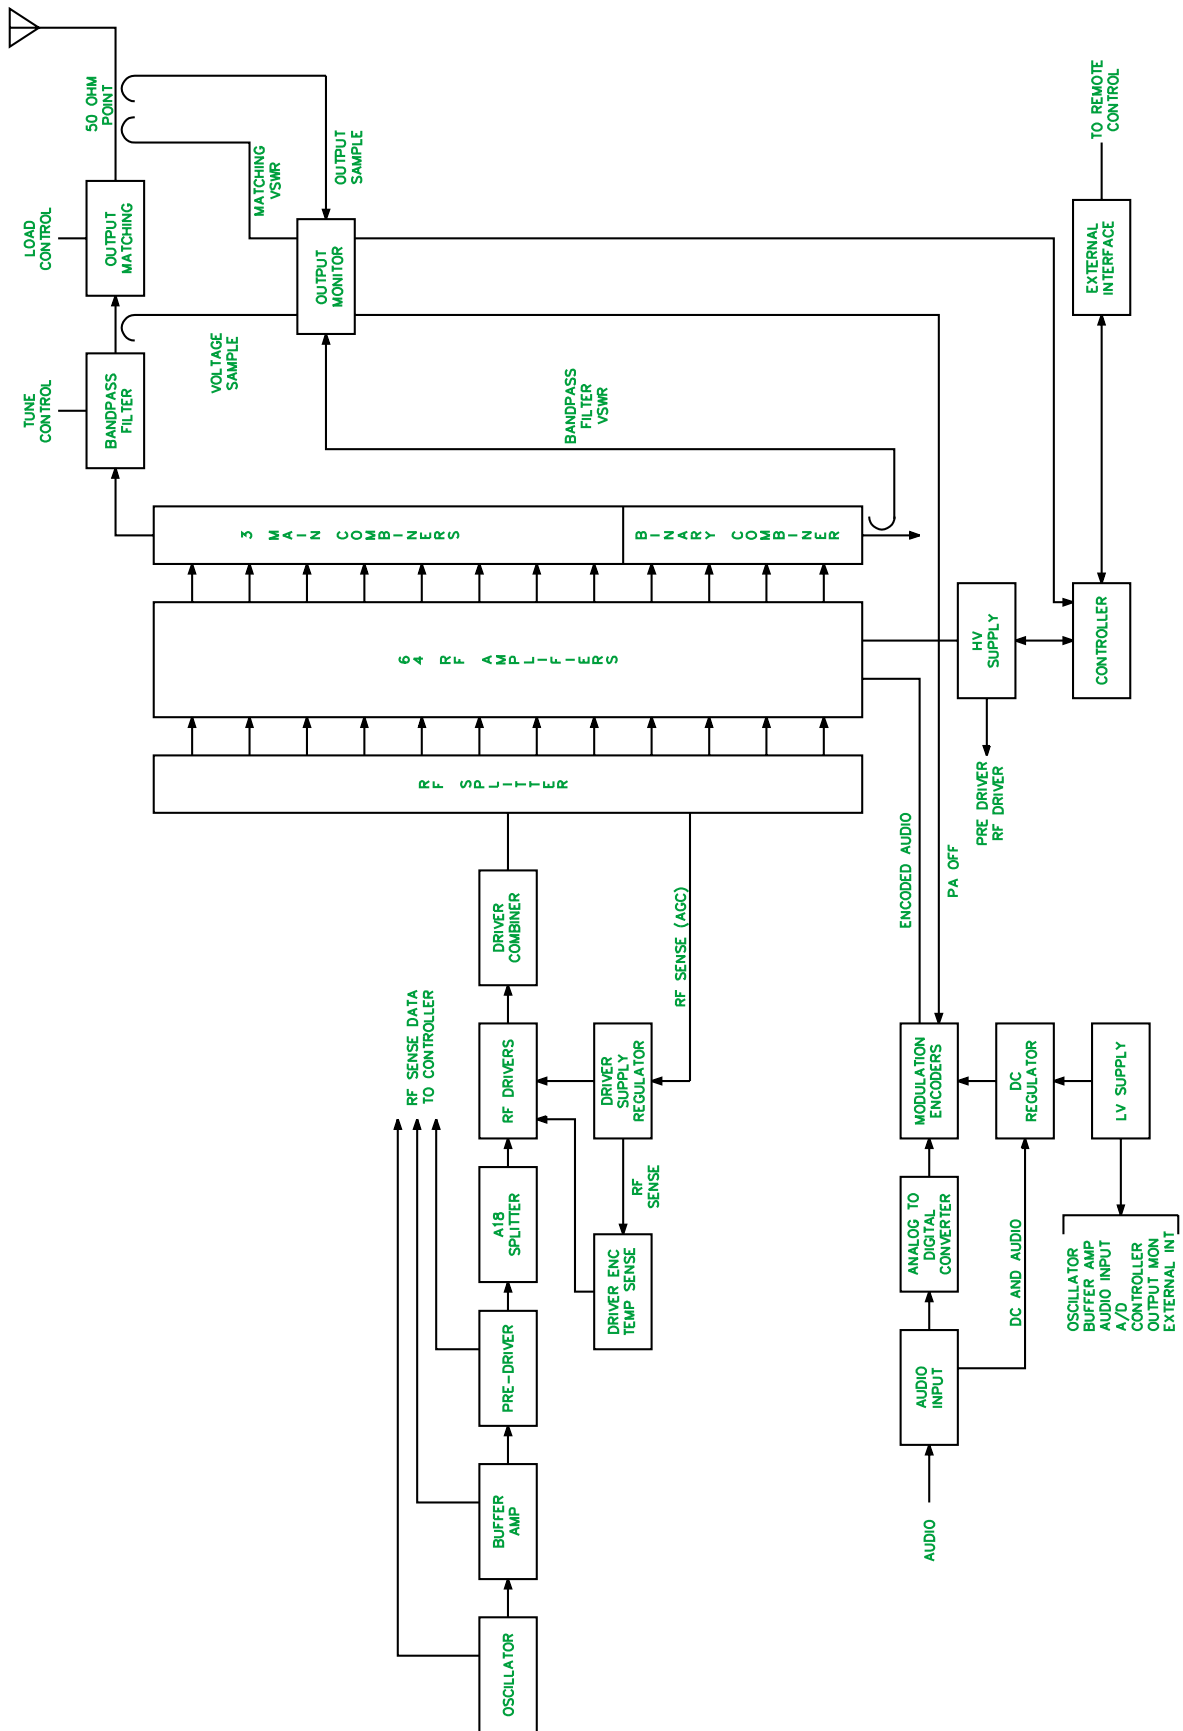 OSCILLATOR
BUFFER
AMP
PRE-DRIVER
A18
SPLITTER
RF DRIVERS
DRIVER
COMBINER
RF SENSE DATA
TO CONTROLLER
DRIVER ENC
TEMP SENSE
RF
SENSE
DRIVER
SUPPLY
REGULATOR
RF SENSE (AGC)
RF SPLITTER
64 RF AMPLIFIERS
3 MAIN COMBINERS
BINARY COMBINER
TUNE
CONTROL
BANDPASS
FILTER
LOAD
CONTROL
OUTPUT
MATCHING
50 OHM
POINT
VOLTAGE
SAMPLE
MATCHING
VSWR
OUTPUT
SAMPLE
OUTPUT
MONITOR
BANDPASS
FILTER
VSWR
AUDIO
AUDIO
INPUT
ANALOG TO
DIGITAL
CONVERTER
MODULATION
ENCODERS
ENCODED AUDIO
PA OFF
DC AND AUDIO
DC
REGULATOR
LV SUPPLY
OSCILLATOR
BUFFER AMP
AUDIO INPUT
A/D
CONTROLLER
OUTPUT MON
EXTERNAL INT
PRE DRIVER
RF DRIVER
HV
SUPPLY
CONTROLLER
EXTERNAL
INTERFACE
TO REMOTE
CONTROL